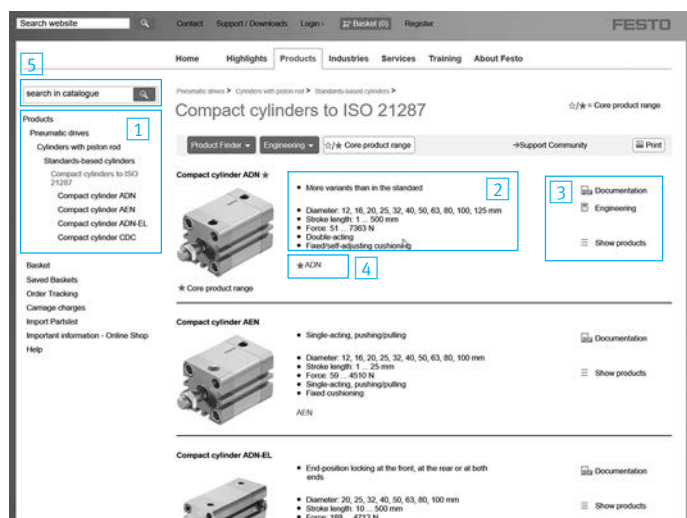 Search website
Contact Support / Downloads Login › Basket (0) Register
FESTO
Home Highlights Products Industries Services Training About Festo
5
search in catalogue
1
Products
Pneumatic drives
Cylinders with piston rod
Standards-based cylinders
Compact cylinders to ISO
21287
Compact cylinder ADN
Compact cylinder AEN
Compact cylinder ADN-EL
Compact cylinder CDC
Basket
Saved Baskets
Order Tracking
Carriage charges
Import Partslist
Important information - Online Shop
Help
Pneumatic drives > Cylinders with piston rod > Standards-based cylinders >
Compact cylinders to ISO 21287
☆/★ = Core product range
Product Finder ▾ Engineering ▾ ☆/★ Core product range
→Support Community
Print
Compact cylinder ADN ★
2
• More variants than in the standard
• Diameter: 12, 16, 20, 25, 32, 40, 50, 63, 80, 100, 125 mm
• Stroke length: 1 ... 500 mm
• Force: 51 ... 7363 N
• Double-acting
• Fixed/self-adjusting cushioning
3
Documentation
Engineering
Show products
★ADN
4
★ Core product range
Compact cylinder AEN
• Single-acting, pushing/pulling
• Diameter: 12, 16, 20, 25, 32, 40, 50, 63, 80, 100 mm
• Stroke length: 1 ... 25 mm
• Force: 59 ... 4510 N
• Single-acting, pushing/pulling
• Fixed cushioning
AEN
Documentation
Show products
Compact cylinder ADN-EL
• End-position locking at the front, at the rear or at both
ends
• Diameter: 20, 25, 32, 40, 50, 63, 80, 100 mm
• Stroke length: 10 ... 500 mm
• Force: 188 ... 4712 N
Documentation
Show products